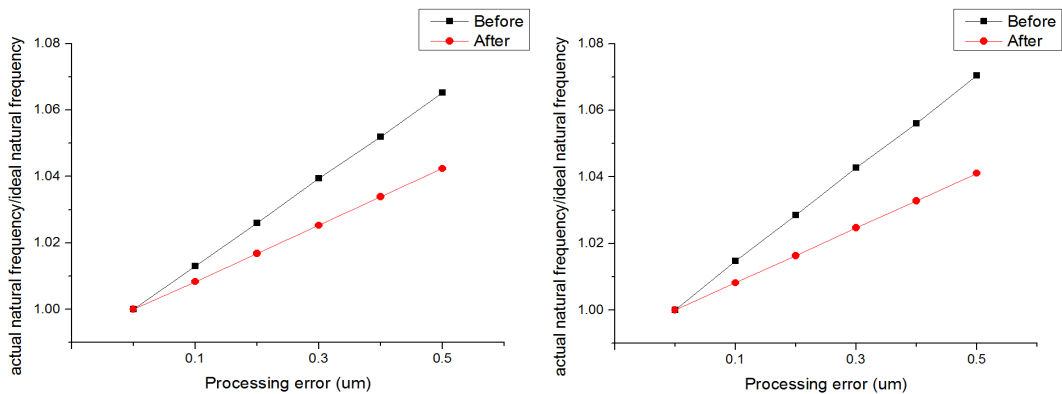 Before
After
1.08
1.06
1.04
1.02
1.00
actual natural frequency/ideal natural frequency
0.1
0.3
0.5
Processing error (um)
Before
After
1.08
1.06
1.04
1.02
1.00
actual natural frequency/ideal natural frequency
0.1
0.3
0.5
Processing error (um)